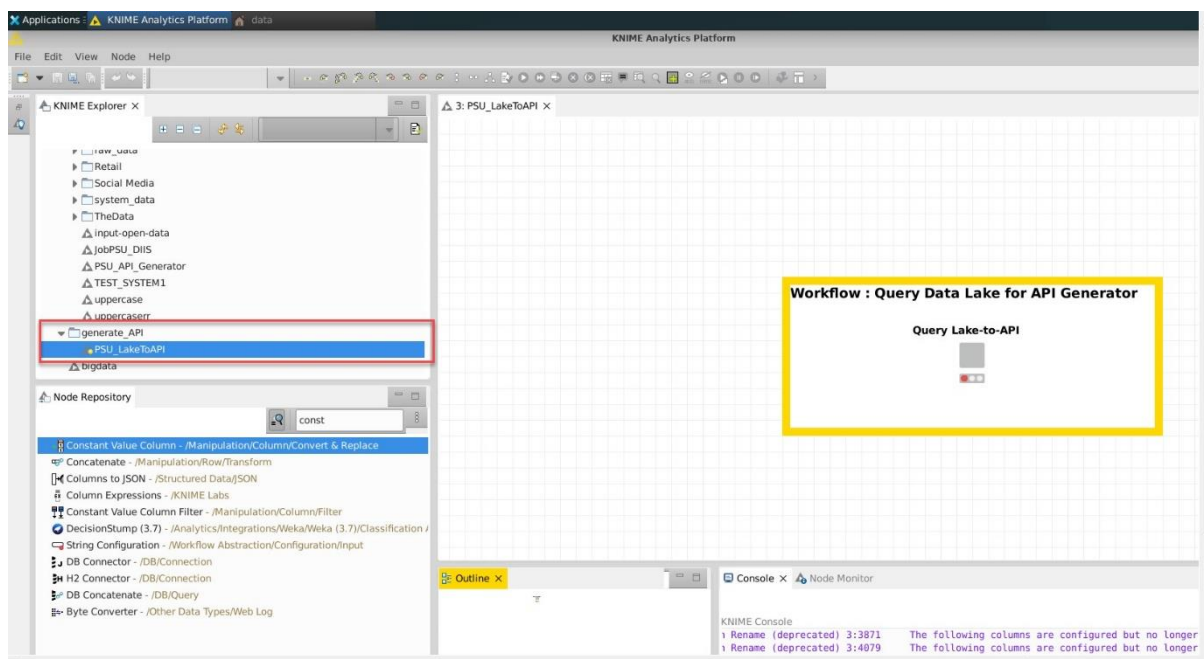 Applications KNIME Analytics Platform data
KNIME Analytics Platform
File Edit View Node Help
KNIME Explorer
3: PSU_LakeToAPI
raw_data
Retail
Social Media
system_data
TheData
input-open-data
JobPSU_DIIS
PSU_API_Generator
TEST_SYSTEM1
uppercase
uppercaserr
generate_API
PSU_LakeToAPI
bigdata
Workflow : Query Data Lake for API Generator
Query Lake-to-API
Node Repository
const
Constant Value Column - /Manipulation/Column/Convert & Replace
Concatenate - /Manipulation/Row/Transform
Columns to JSON - /Structured Data/JSON
Column Expressions - /KNIME Labs
Constant Value Column Filter - /Manipulation/Column/Filter
DecisionStump (3.7) - /Analytics/Integrations/Weka/Weka (3.7)/Classification
String Configuration - /Workflow Abstraction/Configuration/Input
DB Connector - /DB/Connection
H2 Connector - /DB/Connection
DB Concatenate - /DB/Query
Byte Converter - /Other Data Types/Web Log
Outline
Console Node Monitor
KNIME Console
Rename (deprecated) 3:3871 The following columns are configured but no longer
Rename (deprecated) 3:4079 The following columns are configured but no longer